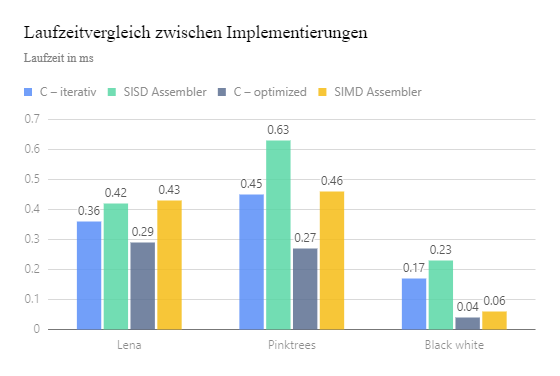 Laufzeitvergleich zwischen Implementierungen
Laufzeit in ms
C – iterativ SISD Assembler C – optimized SIMD Assembler
0.7
0.6
0.5
0.4
0.3
0.2
0.1
0
0.36 0.42 0.29 0.43
0.45 0.63 0.27 0.46
0.17 0.23 0.04 0.06
Lena Pinktrees Black white